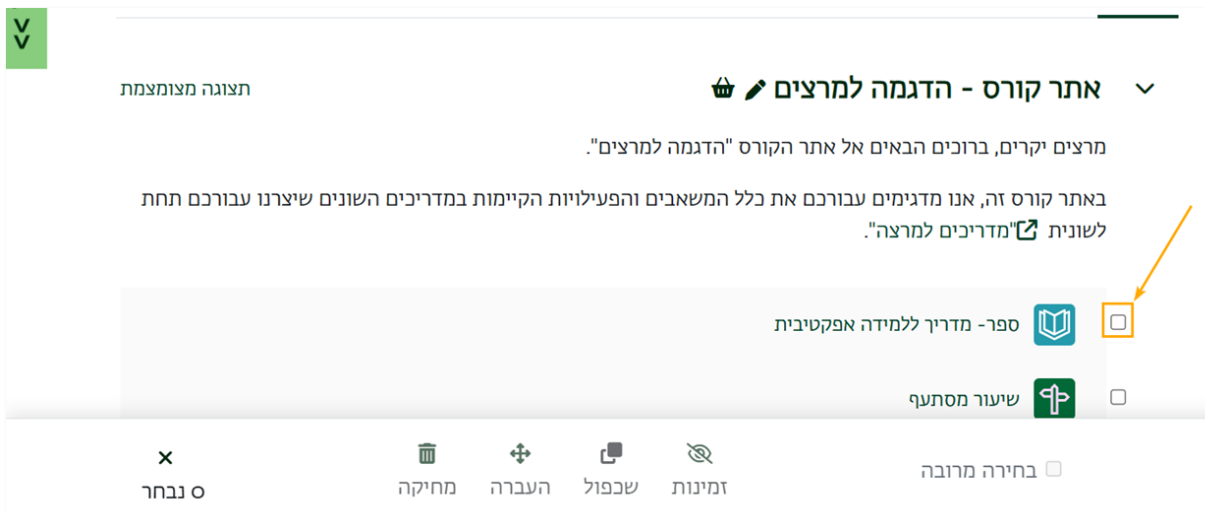 אתר קורס - הדגמה למרצים
תצוגה מצומצמת
מרצים יקרים, ברוכים הבאים אל אתר הקורס "הדגמה למרצים".
באתר קורס זה, אנו מדגימים עבורכם את כלל המשאבים והפעילויות הקיימות במדריכים השונים שיצרנו עבורכם תחת
לשונית "מדריכים למרצה".
ספר- מדריך ללמידה אפקטיבית
שיעור מסתעף
בחירה מרובה
זמינות
שכפול
העברה
מחיקה
0 נבחר